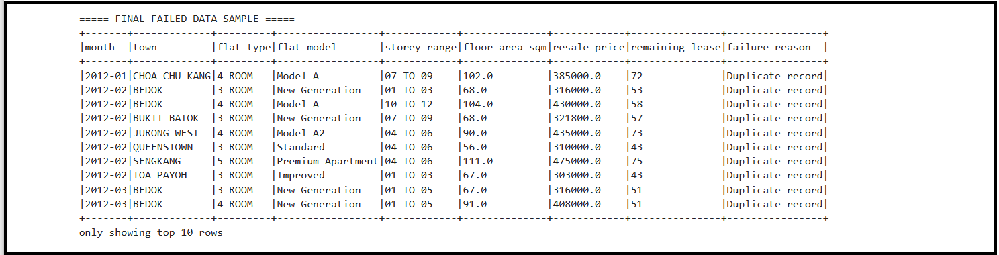 ===== FINAL FAILED DATA SAMPLE =====
+-------+-------------+---------+-----------------+------------+--------------+------------+---------------+----------------+
|month  |town         |flat_type|flat_model       |storey_range|floor_area_sqm|resale_price|remaining_lease|failure_reason  |
+-------+-------------+---------+-----------------+------------+--------------+------------+---------------+----------------+
|2012-01|CHOA CHU KANG|4 ROOM   |Model A          |07 TO 09    |102.0         |385000.0    |72             |Duplicate record|
|2012-02|BEDOK        |3 ROOM   |New Generation   |01 TO 03    |68.0          |316000.0    |53             |Duplicate record|
|2012-02|BEDOK        |4 ROOM   |Model A          |10 TO 12    |104.0         |430000.0    |58             |Duplicate record|
|2012-02|BUKIT BATOK  |3 ROOM   |New Generation   |07 TO 09    |68.0          |321800.0    |57             |Duplicate record|
|2012-02|JURONG WEST  |4 ROOM   |Model A2         |04 TO 06    |90.0          |435000.0    |73             |Duplicate record|
|2012-02|QUEENSTOWN   |3 ROOM   |Standard         |04 TO 06    |56.0          |310000.0    |43             |Duplicate record|
|2012-02|SENGKANG     |5 ROOM   |Premium Apartment|04 TO 06    |111.0         |475000.0    |75             |Duplicate record|
|2012-02|TOA PAYOH    |3 ROOM   |Improved         |01 TO 03    |67.0          |303000.0    |43             |Duplicate record|
|2012-03|BEDOK        |3 ROOM   |New Generation   |01 TO 05    |67.0          |316000.0    |51             |Duplicate record|
|2012-03|BEDOK        |4 ROOM   |New Generation   |01 TO 05    |91.0          |408000.0    |51             |Duplicate record|
+-------+-------------+---------+-----------------+------------+--------------+------------+---------------+----------------+
only showing top 10 rows